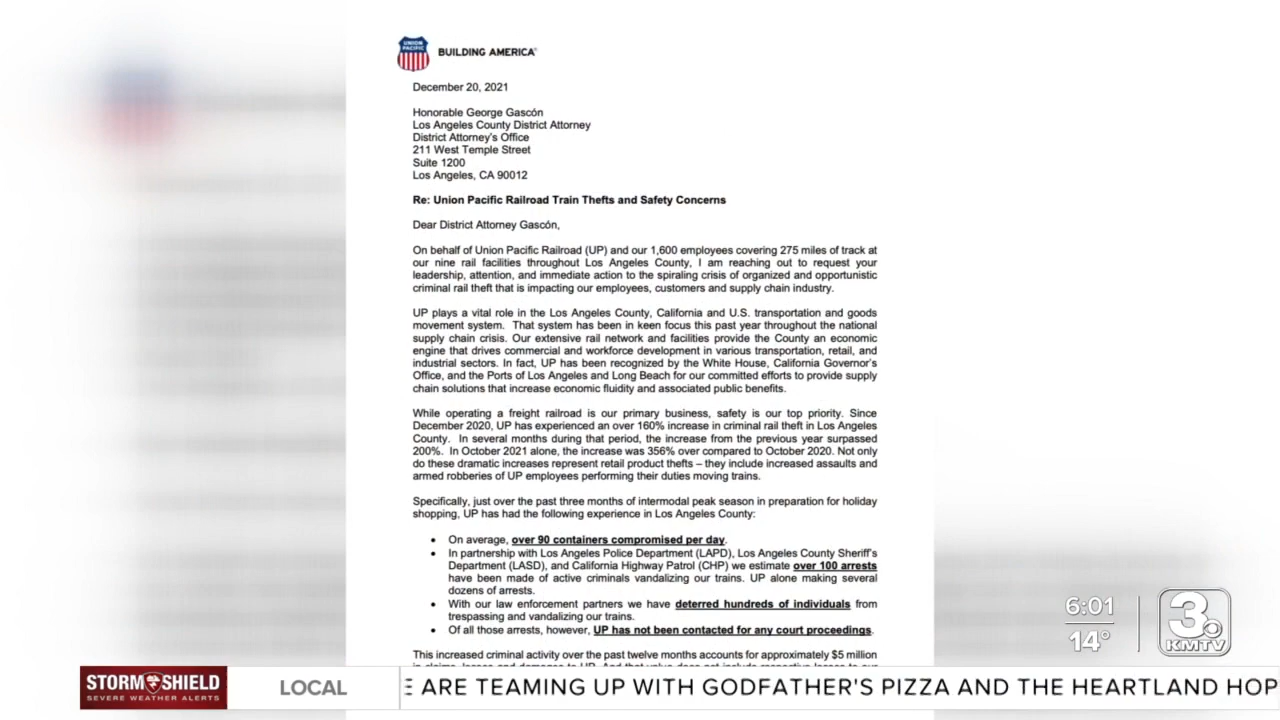 UNION
PACIFIC
BUILDING AMERICA®
December 20, 2021
Honorable George Gascón
Los Angeles County District Attorney
District Attorney's Office
211 West Temple Street
Suite 1200
Los Angeles, CA 90012
Re: Union Pacific Railroad Train Thefts and Safety Concerns
Dear District Attorney Gascón,
On behalf of Union Pacific Railroad (UP) and our 1,600 employees covering 275 miles of track at
our nine rail facilities throughout Los Angeles County, I am reaching out to request your
leadership, attention, and immediate action to the spiraling crisis of organized and opportunistic
criminal rail theft that is impacting our employees, customers and supply chain industry.
UP plays a vital role in the Los Angeles County, California and U.S. transportation and goods
movement system. That system has been in keen focus this past year throughout the national
supply chain crisis. Our extensive rail network and facilities provide the County an economic
engine that drives commercial and workforce development in various transportation, retail, and
industrial sectors. In fact, UP has been recognized by the White House, California Governor's
Office, and the Ports of Los Angeles and Long Beach for our committed efforts to provide supply
chain solutions that increase economic fluidity and associated public benefits.
While operating a freight railroad is our primary business, safety is our top priority. Since
December 2020, UP has experienced an over 160% increase in criminal rail theft in Los Angeles
County. In several months during that period, the increase from the previous year surpassed
200%. In October 2021 alone, the increase was 356% over compared to October 2020. Not only
do these dramatic increases represent retail product thefts – they include increased assaults and
armed robberies of UP employees performing their duties moving trains.
Specifically, just over the past three months of intermodal peak season in preparation for holiday
shopping, UP has had the following experience in Los Angeles County:
• On average, over 90 containers compromised per day.
• In partnership with Los Angeles Police Department (LAPD), Los Angeles County Sheriff's
Department (LASD), and California Highway Patrol (CHP) we estimate over 100 arrests
have been made of active criminals vandalizing our trains. UP alone making several
dozens of arrests.
• With our law enforcement partners we have deterred hundreds of individuals from
trespassing and vandalizing our trains.
• Of all those arrests, however, UP has not been contacted for any court proceedings.
This increased criminal activity over the past twelve months accounts for approximately $5 million
6:01
14°
3
KMTV
STORM SHIELD
SEVERE WEATHER ALERTS
LOCAL
ARE TEAMING UP WITH GODFATHER'S PIZZA AND THE HEARTLAND HOP